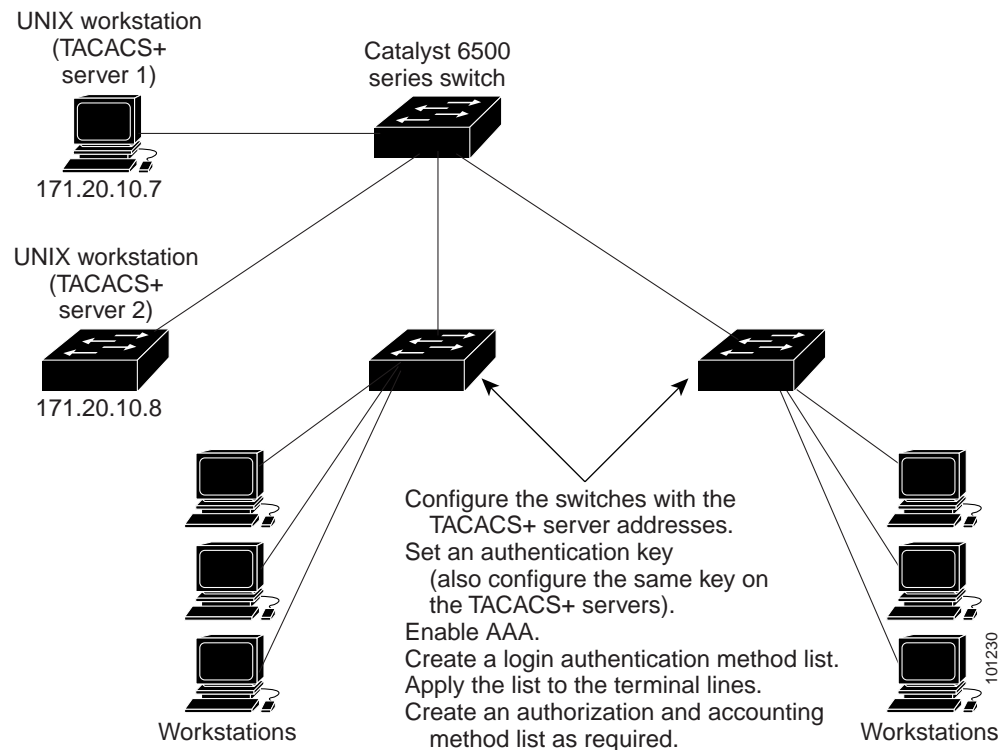 UNIX workstation
(TACACS+
server 1)
Catalyst 6500
series switch
171.20.10.7
UNIX workstation
(TACACS+
server 2)
171.20.10.8
Configure the switches with the
TACACS+ server addresses.
Set an authentication key
(also configure the same key on
the TACACS+ servers).
Enable AAA.
Create a login authentication method list.
Apply the list to the terminal lines.
Create an authorization and accounting
method list as required.
Workstations
Workstations
101230